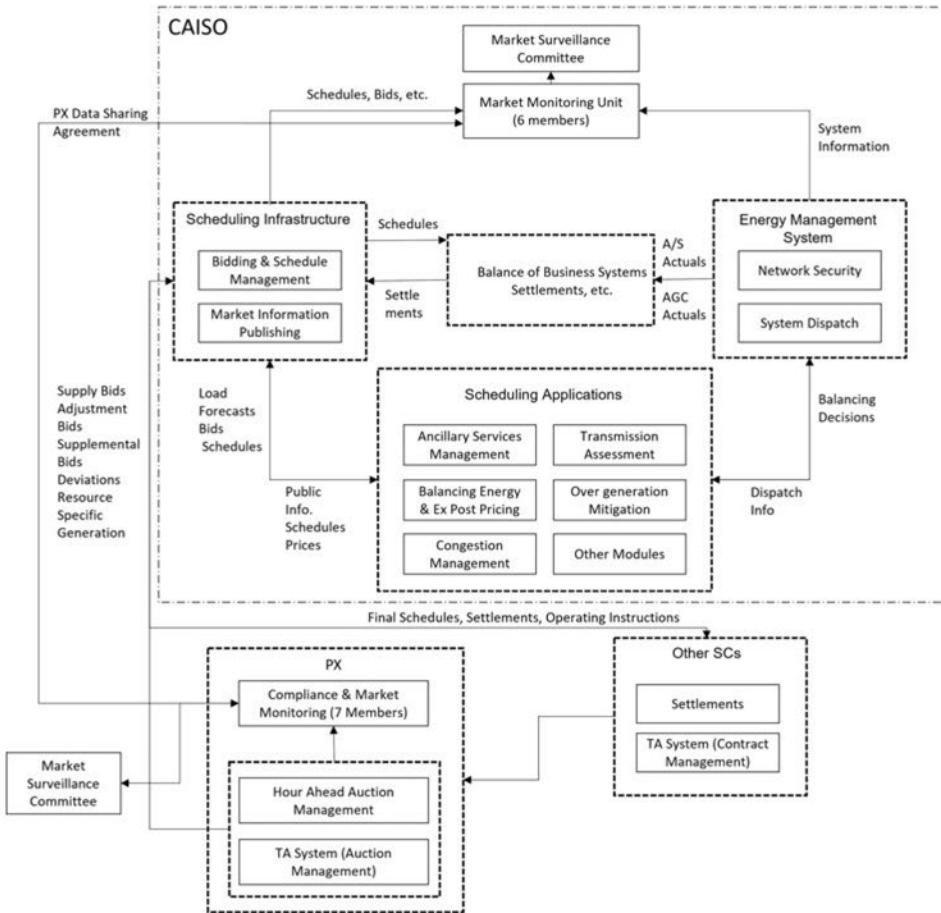 CAISO
Market Surveillance
Committee
Schedules, Bids, etc.
Market Monitoring Unit
(6 members)
PX Data Sharing
Agreement
System
Information
Scheduling Infrastructure
Bidding & Schedule
Management
Market Information
Publishing
Schedules
Settle
ments
Balance of Business Systems
Settlements, etc.
A/S
Actuals
AGC
Actuals
Energy Management
System
Network Security
System Dispatch
Supply Bids
Adjustment
Bids
Supplemental
Bids
Deviations
Resource
Specific
Generation
Load
Forecasts
Bids
Schedules
Public
Info.
Schedules
Prices
Scheduling Applications
Ancillary Services
Management
Transmission
Assessment
Balancing Energy
& Ex Post Pricing
Over generation
Mitigation
Congestion
Management
Other Modules
Balancing
Decisions
Dispatch
Info
Final Schedules, Settlements, Operating Instructions
PX
Compliance & Market
Monitoring (7 Members)
Hour Ahead Auction
Management
TA System (Auction
Management)
Other SCs
Settlements
TA System (Contract
Management)
Market
Surveillance
Committee